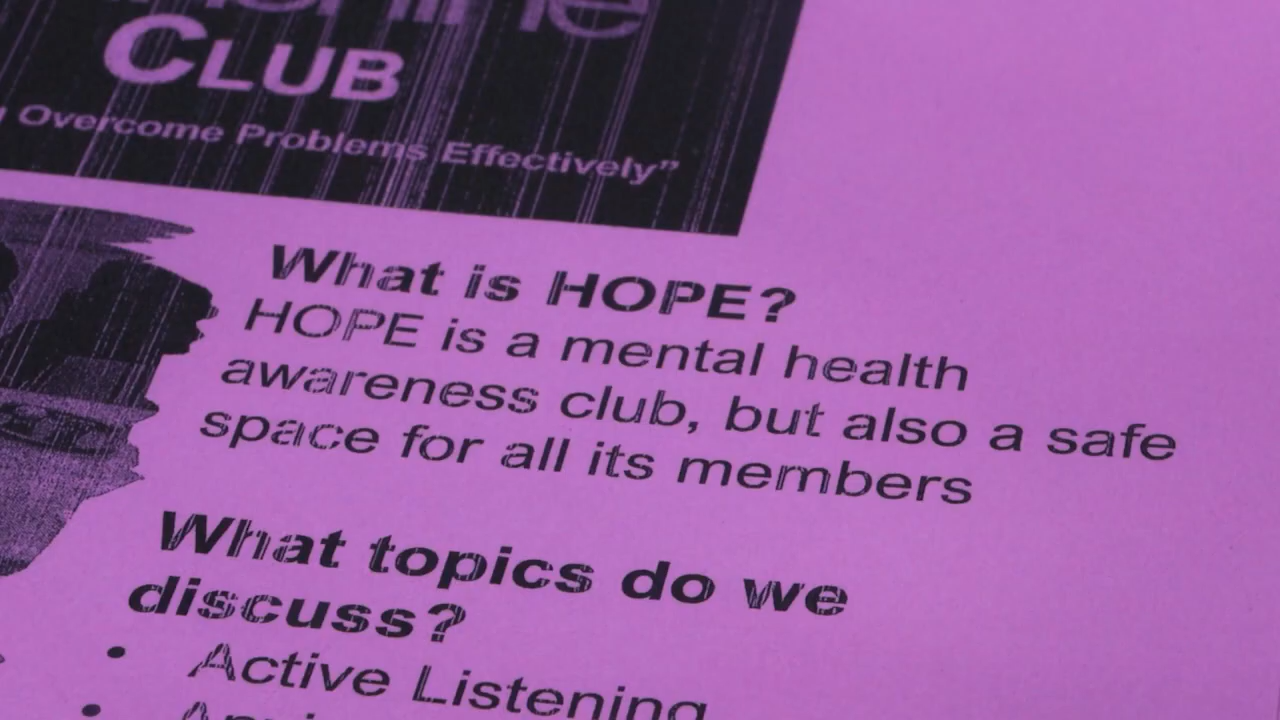 CLUB
Overcome Problems Effectively”
What is HOPE?
HOPE is a mental health
awareness club, but also a safe
space for all its members
What topics do we
discuss?
• Active Listening
•